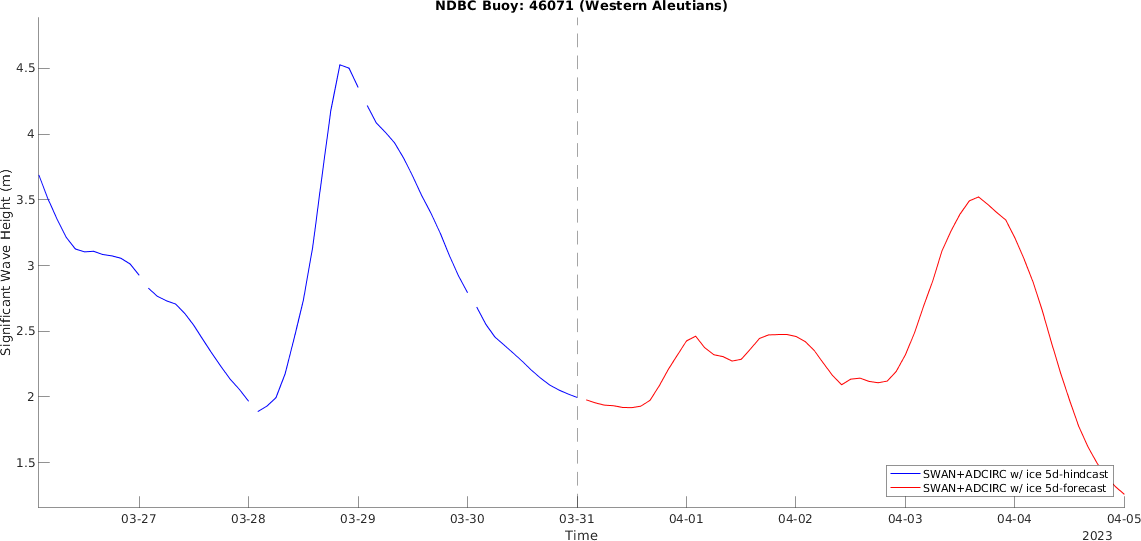 NDBC Buoy: 46071 (Western Aleutians)
Significant Wave Height (m)
4.5
4
3.5
3
2.5
2
1.5
SWAN+ADCIRC w/ ice 5d-hindcast
SWAN+ADCIRC w/ ice 5d-forecast
03-27 03-28 03-29 03-30 03-31 04-01 04-02 04-03 04-04 04-05
Time
2023